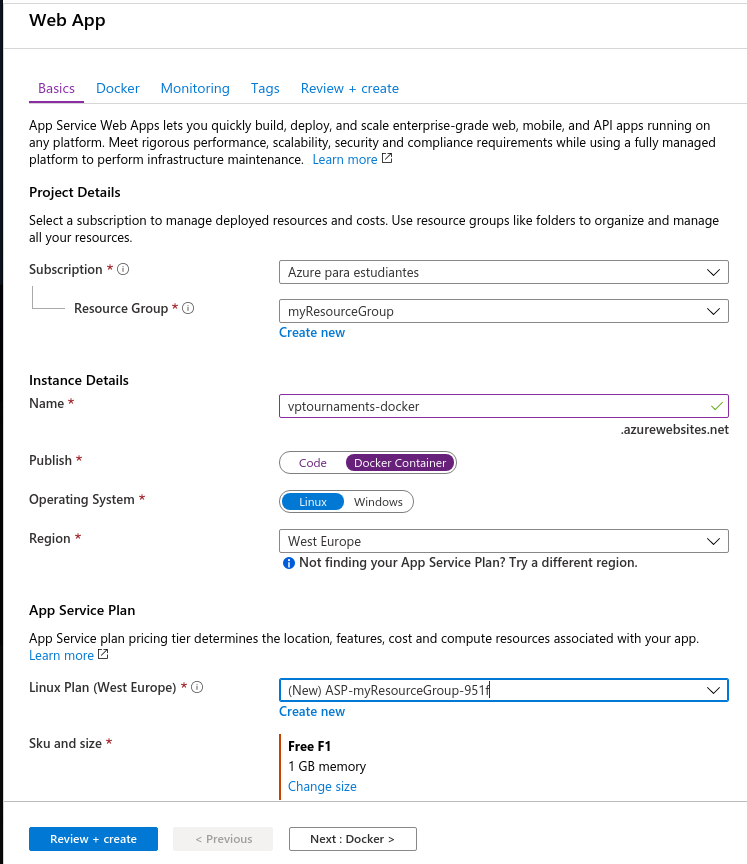 Web App
Basics Docker Monitoring Tags Review + create
App Service Web Apps lets you quickly build, deploy, and scale enterprise-grade web, mobile, and API apps running on
any platform. Meet rigorous performance, scalability, security and compliance requirements while using a fully managed
platform to perform infrastructure maintenance. Learn more
Project Details
Select a subscription to manage deployed resources and costs. Use resource groups like folders to organize and manage
all your resources.
Subscription * Azure para estudiantes
Resource Group * myResourceGroup
Create new
Instance Details
Name * vptournaments-docker
.azurewebsites.net
Publish * Code Docker Container
Operating System * Linux Windows
Region * West Europe
Not finding your App Service Plan? Try a different region.
App Service Plan
App Service plan pricing tier determines the location, features, cost and compute resources associated with your app.
Learn more
Linux Plan (West Europe) * (New) ASP-myResourceGroup-951f
Create new
Sku and size * Free F1
1 GB memory
Change size
Review + create < Previous Next : Docker >